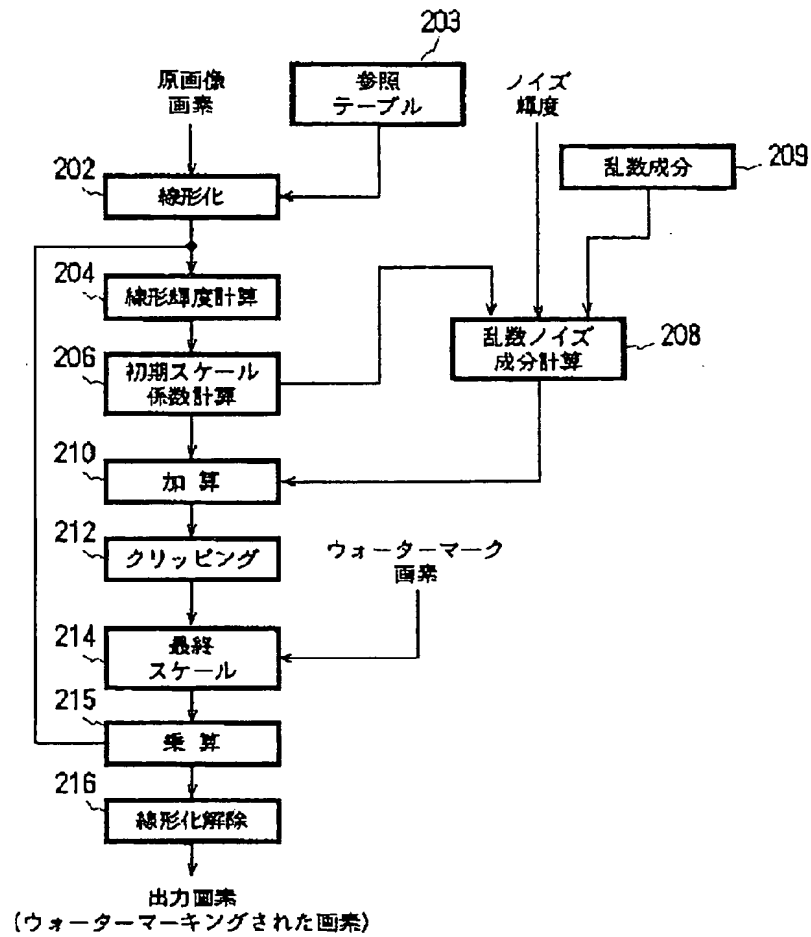 203
原画像
画素
参照
テーブル
ノイズ
輝度
202
線形化
乱数成分
209
204
線形輝度計算
206
初期スケール
係数計算
乱数ノイズ
成分計算
208
210
加 算
212
クリッピング
ウォーターマーク
画素
214
最終
スケール
215
乗 算
216
線形化解除
出力画素
(ウォーターマーキングされた画素)